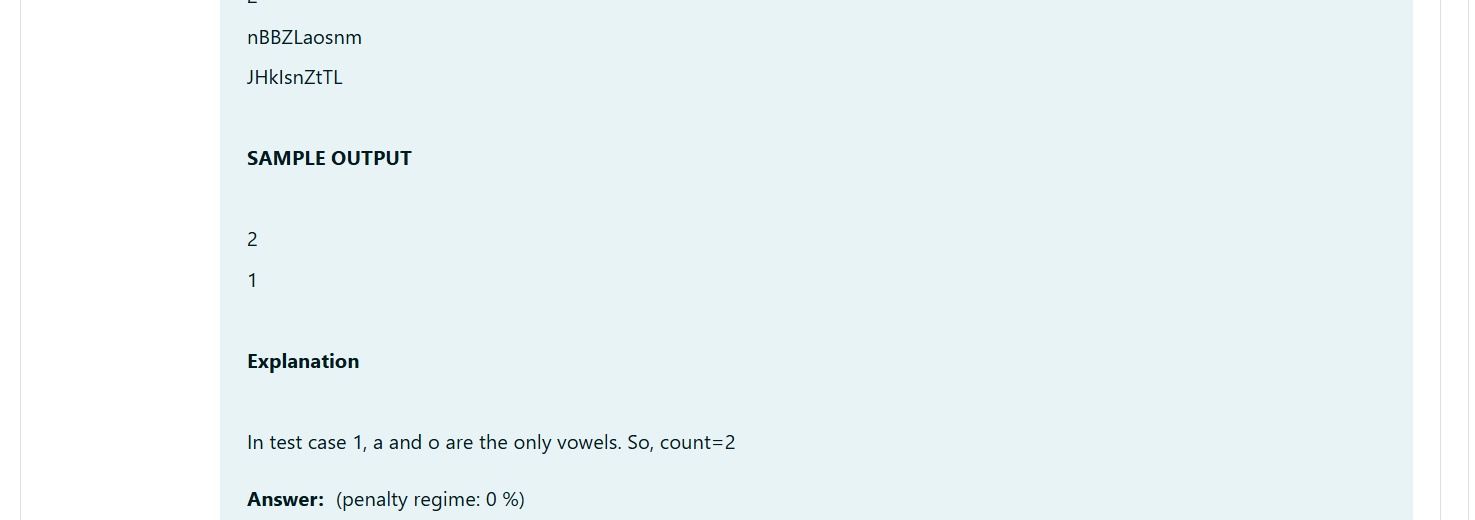 nBBZLaosnm
JHkIsnZtTL
SAMPLE OUTPUT
2
1
Explanation
In test case 1, a and o are the only vowels. So, count=2
Answer: (penalty regime: 0 %)